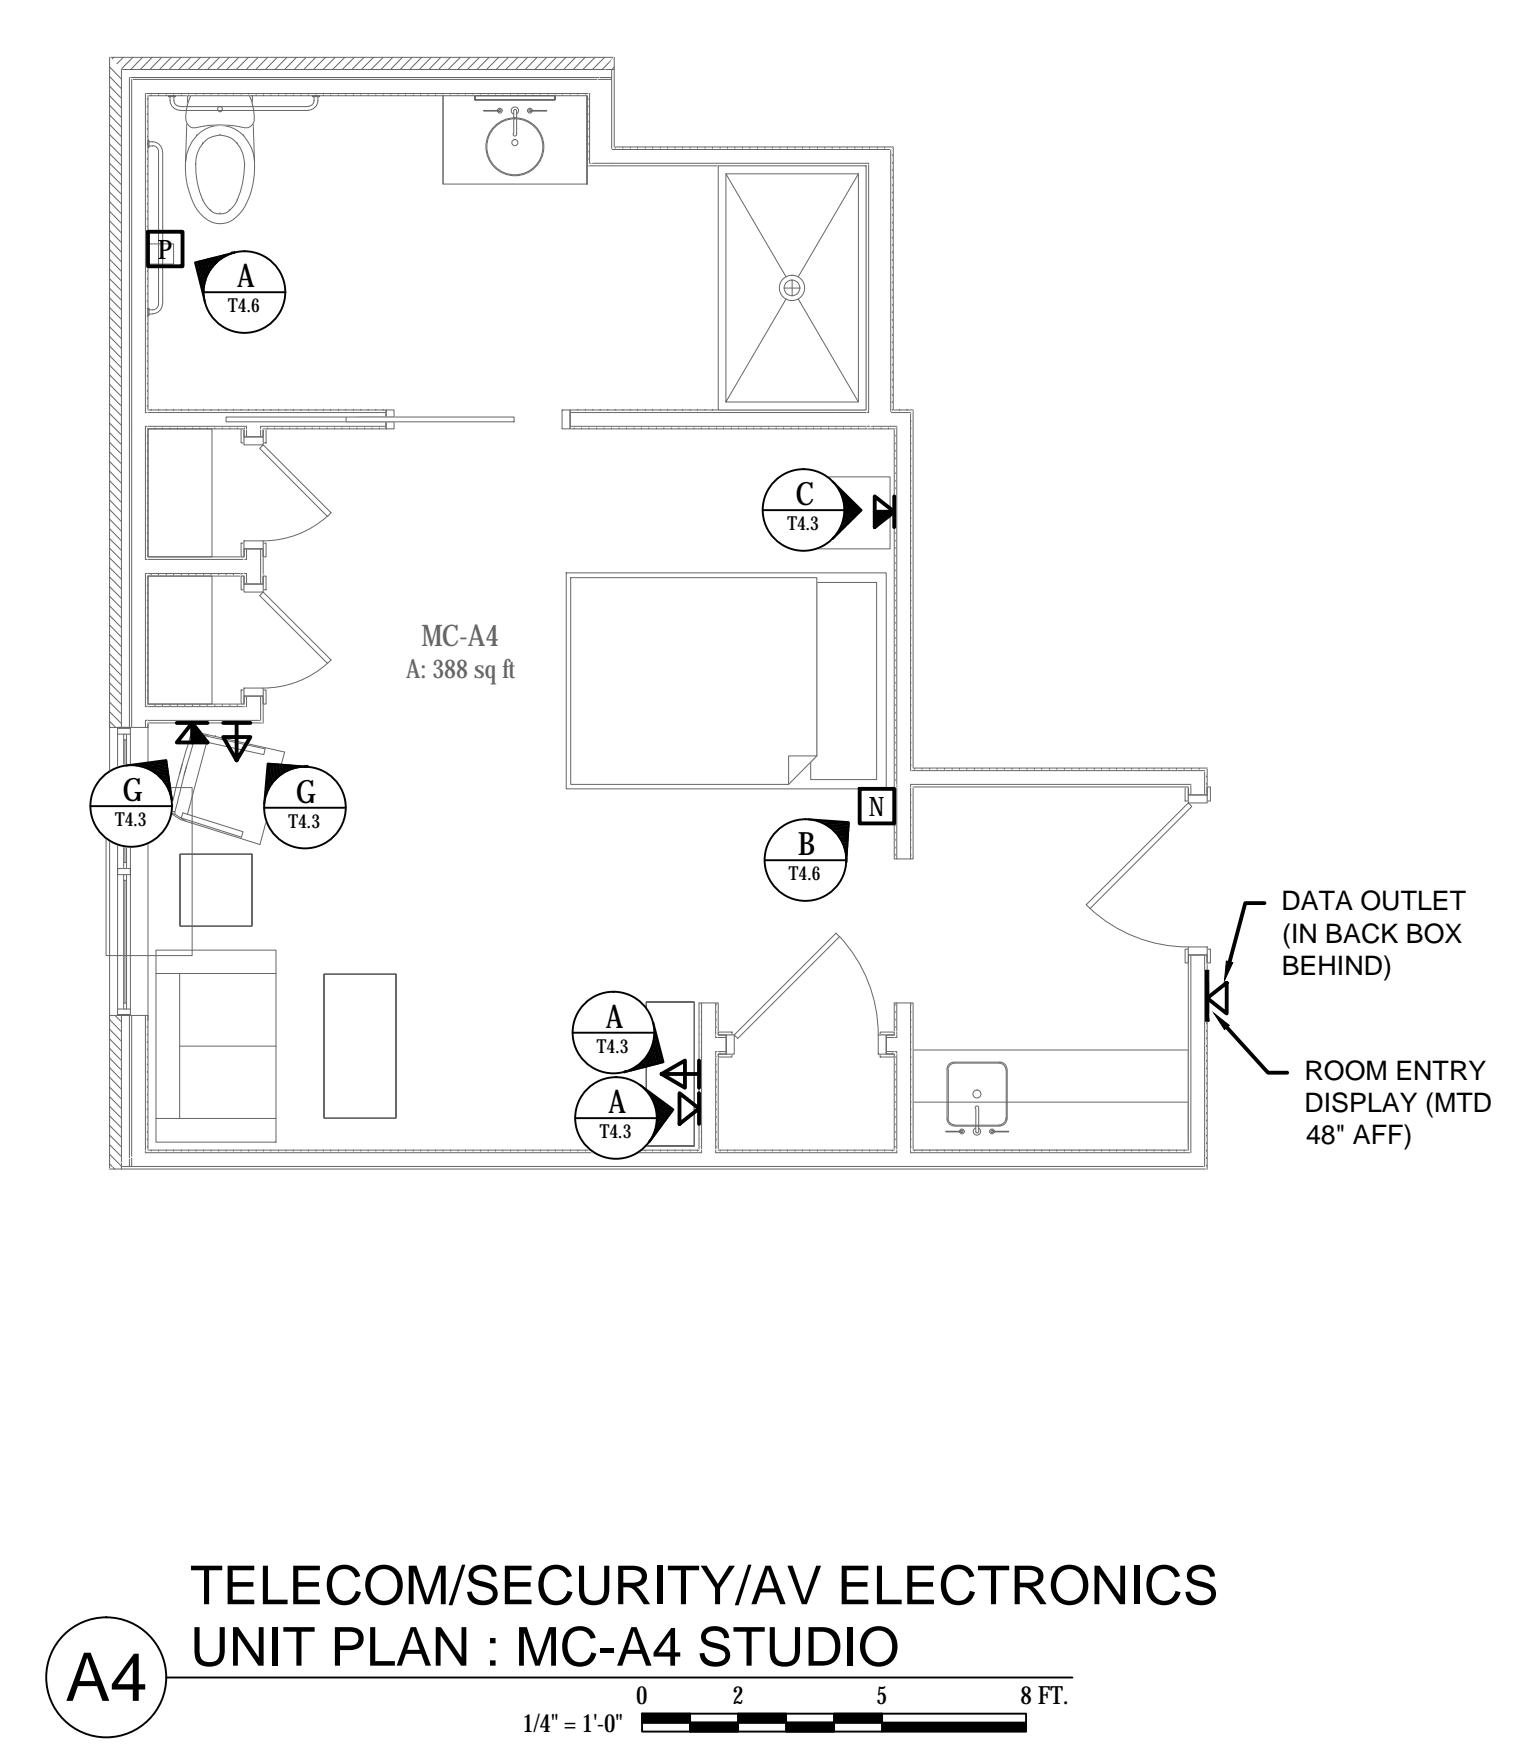 P
A
T4.6
C
T4.3
MC-A4
A: 388 sq ft
G
T4.3
G
T4.3
N
B
T4.6
DATA OUTLET
(IN BACK BOX
BEHIND)
A
T4.3
A
T4.3
ROOM ENTRY
DISPLAY (MTD
48" AFF)
TELECOM/SECURITY/AV ELECTRONICS
UNIT PLAN : MC-A4 STUDIO
A4
0 2 5 8 FT.
1/4" = 1'-0"